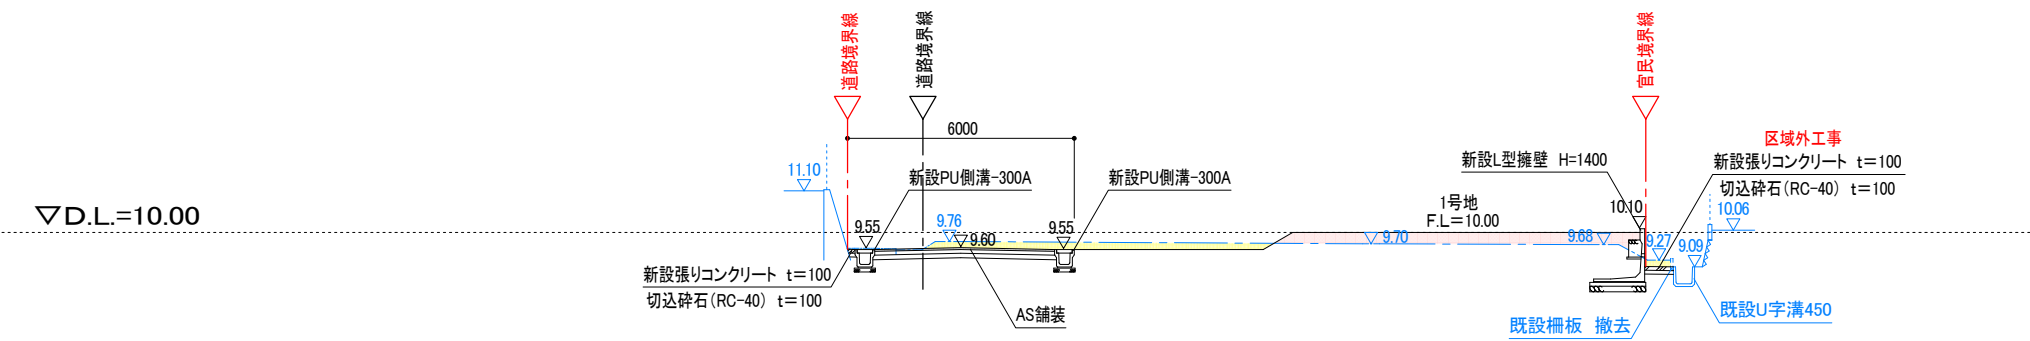 道路境界線
道路境界線
官民境界線
6000
区域外工事
新設L型擁壁 H=1400
新設張りコンクリート t=100
切込砕石(RC-40) t=100
11.10
新設PU側溝-300A
新設PU側溝-300A
1号地
F.L=10.00
10.10
10.06
▽D.L.=10.00
9.55
9.76
9.60
9.55
9.70
9.68
9.27
9.09
新設張りコンクリート t=100
切込砕石(RC-40) t=100
AS舗装
既設柵板 撤去
既設U字溝450